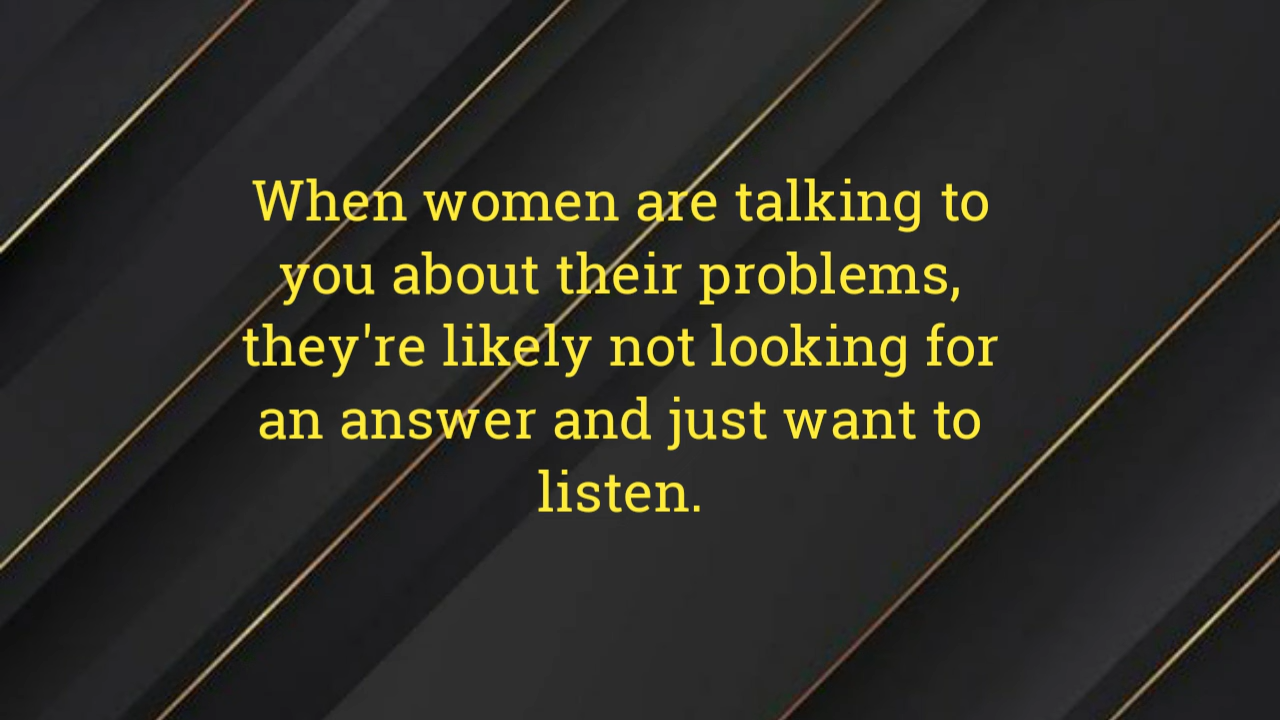 When women are talking to
you about their problems,
they're likely not looking for
an answer and just want to
listen.